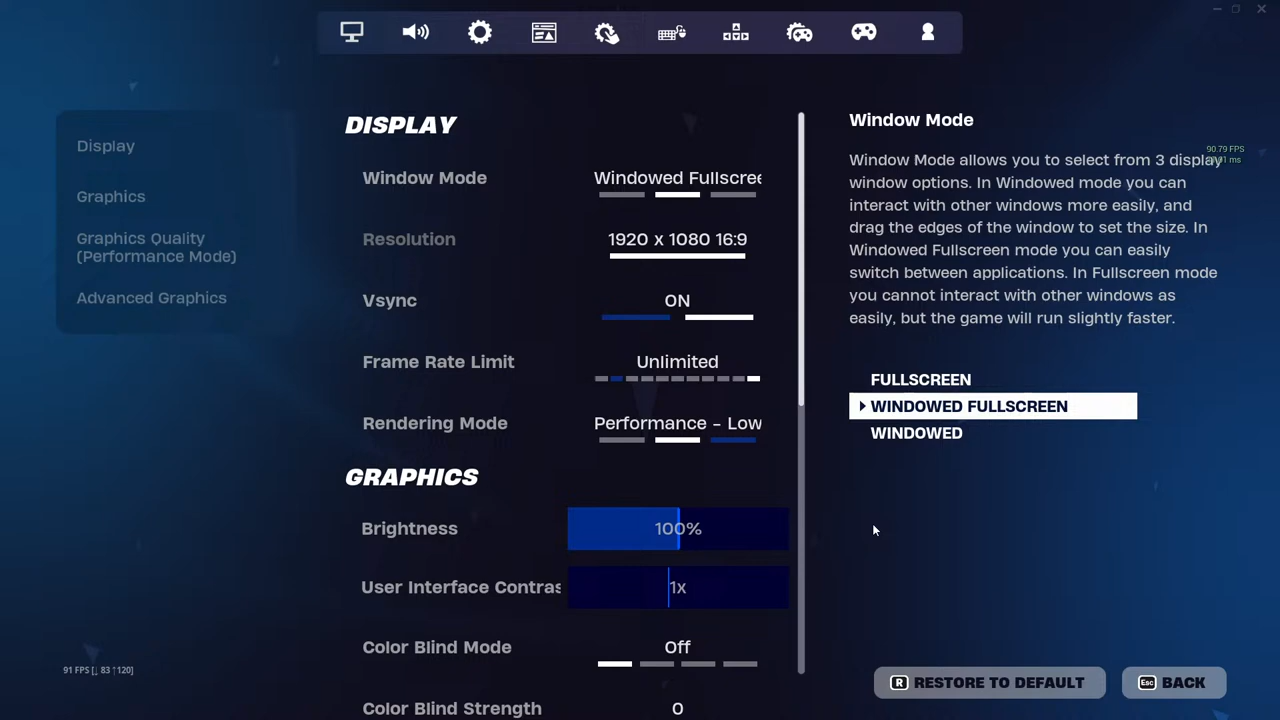 Display
Graphics
Graphics Quality
(Performance Mode)
Advanced Graphics
DISPLAY
Window Mode
Windowed Fullscree
Resolution
1920 x 1080 16:9
Vsync
ON
Frame Rate Limit
Unlimited
Rendering Mode
Performance - Low
GRAPHICS
Brightness
100%
User Interface Contras
1x
Color Blind Mode
Off
Color Blind Strength
0
Window Mode
90.79 FPS
ms
Window Mode allows you to select from 3 display
window options. In Windowed mode you can
interact with other windows more easily, and
drag the edges of the window to set the size. In
Windowed Fullscreen mode you can easily
switch between applications. In Fullscreen mode
you cannot interact with other windows as
easily, but the game will run slightly faster.
FULLSCREEN
WINDOWED FULLSCREEN
WINDOWED
91 FPS [↓ 83 ↑120]
R RESTORE TO DEFAULT
Esc BACK